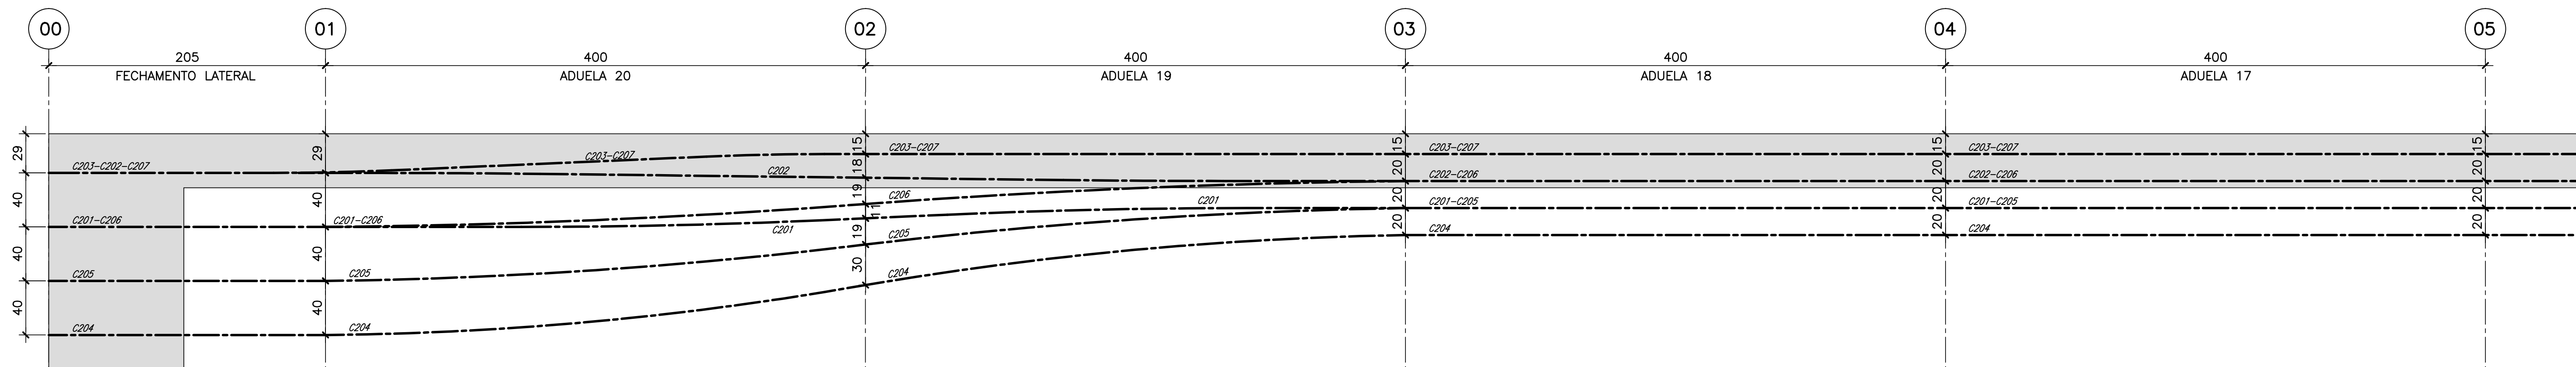 00 01 02 03 04 05
205 400 400 400 400
FECHAMENTO LATERAL ADUELA 20 ADUELA 19 ADUELA 18 ADUELA 17
29 29 15 15 15 15
C203-C202-C207 C203-C207 C203-C207 C203-C207 C203-C207
C202 18 20 C202-C206 20 C202-C206 20
40 40 19 C206 20 20 20
C201-C206 C201-C206 C201 11 C201 C201-C205 C201-C205
40 40 19 C205 20 C204 20 C204 20
C205 C205 30 C204
40 40
C204 C204